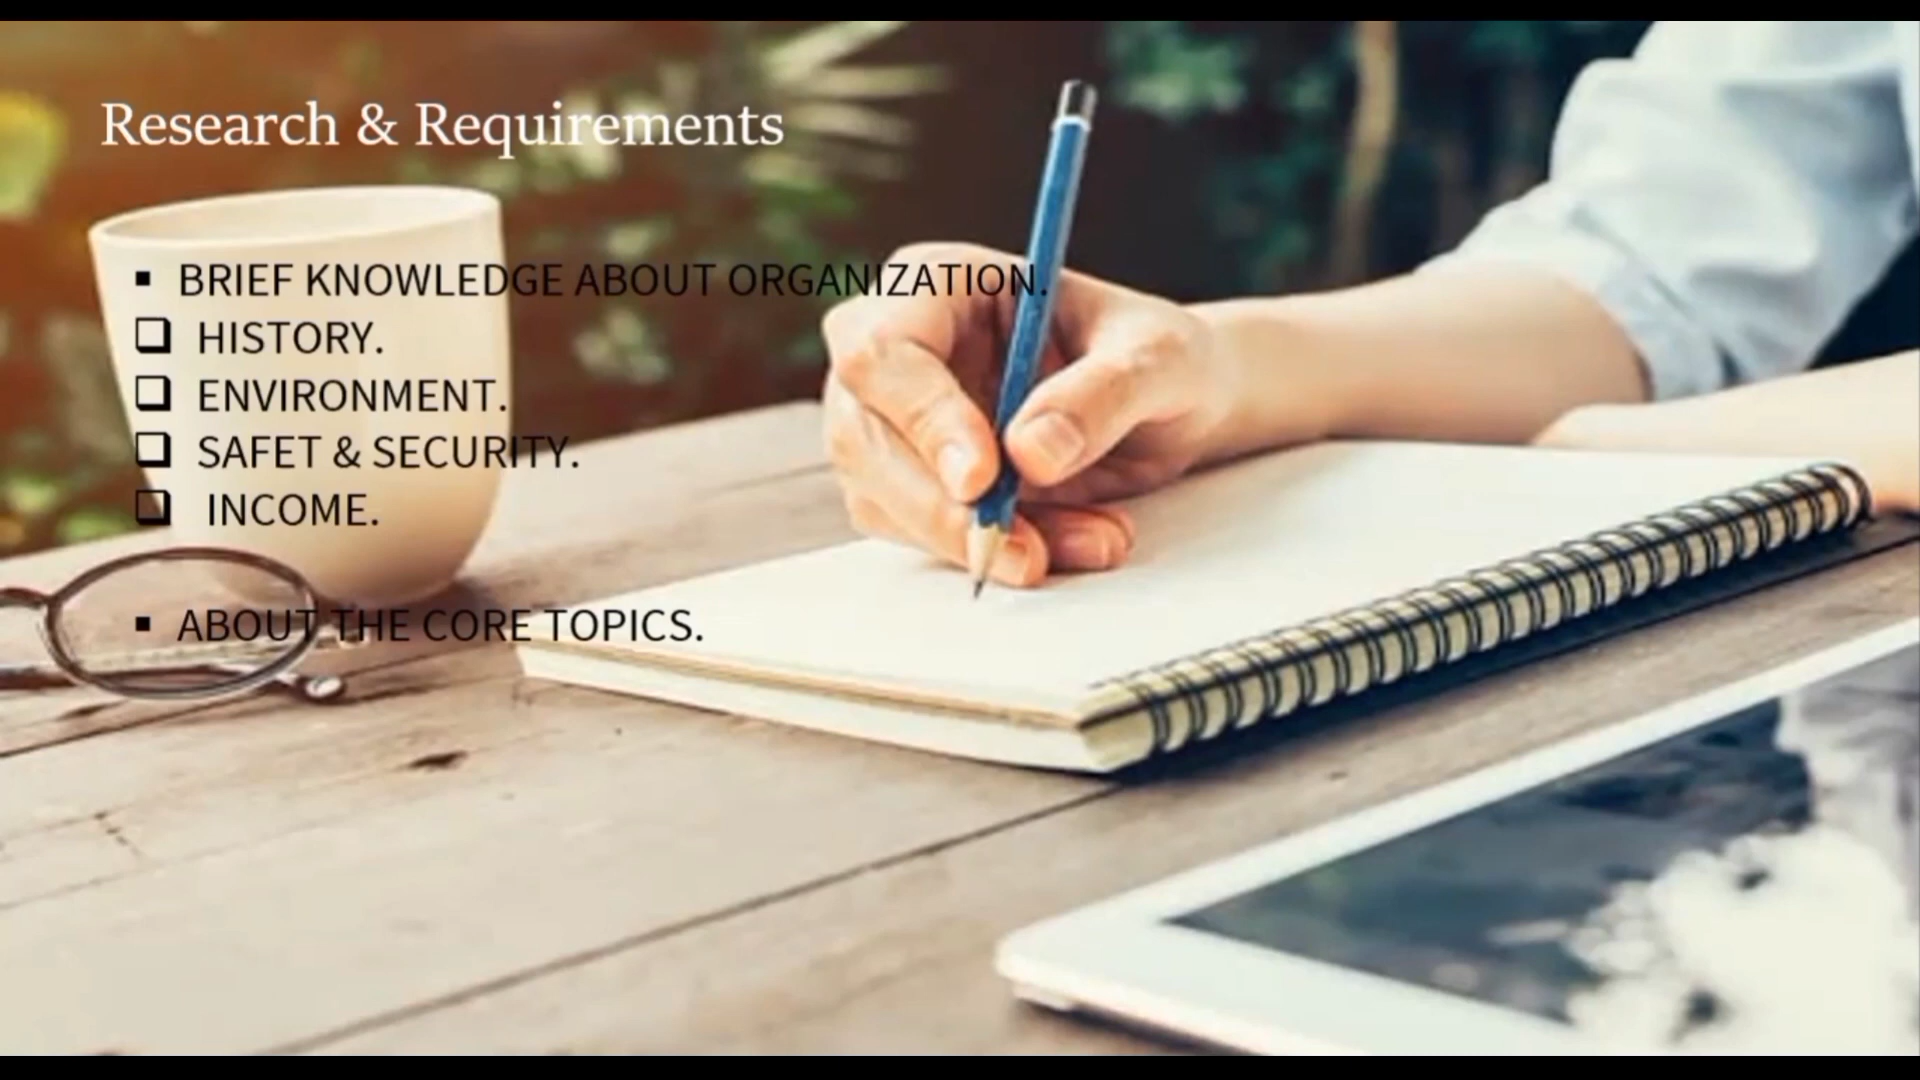 Research & Requirements
▪ BRIEF KNOWLEDGE ABOUT ORGANIZATION.
❑ HISTORY.
❑ ENVIRONMENT.
❑ SAFET & SECURITY.
❑ INCOME.
▪ ABOUT THE CORE TOPICS.